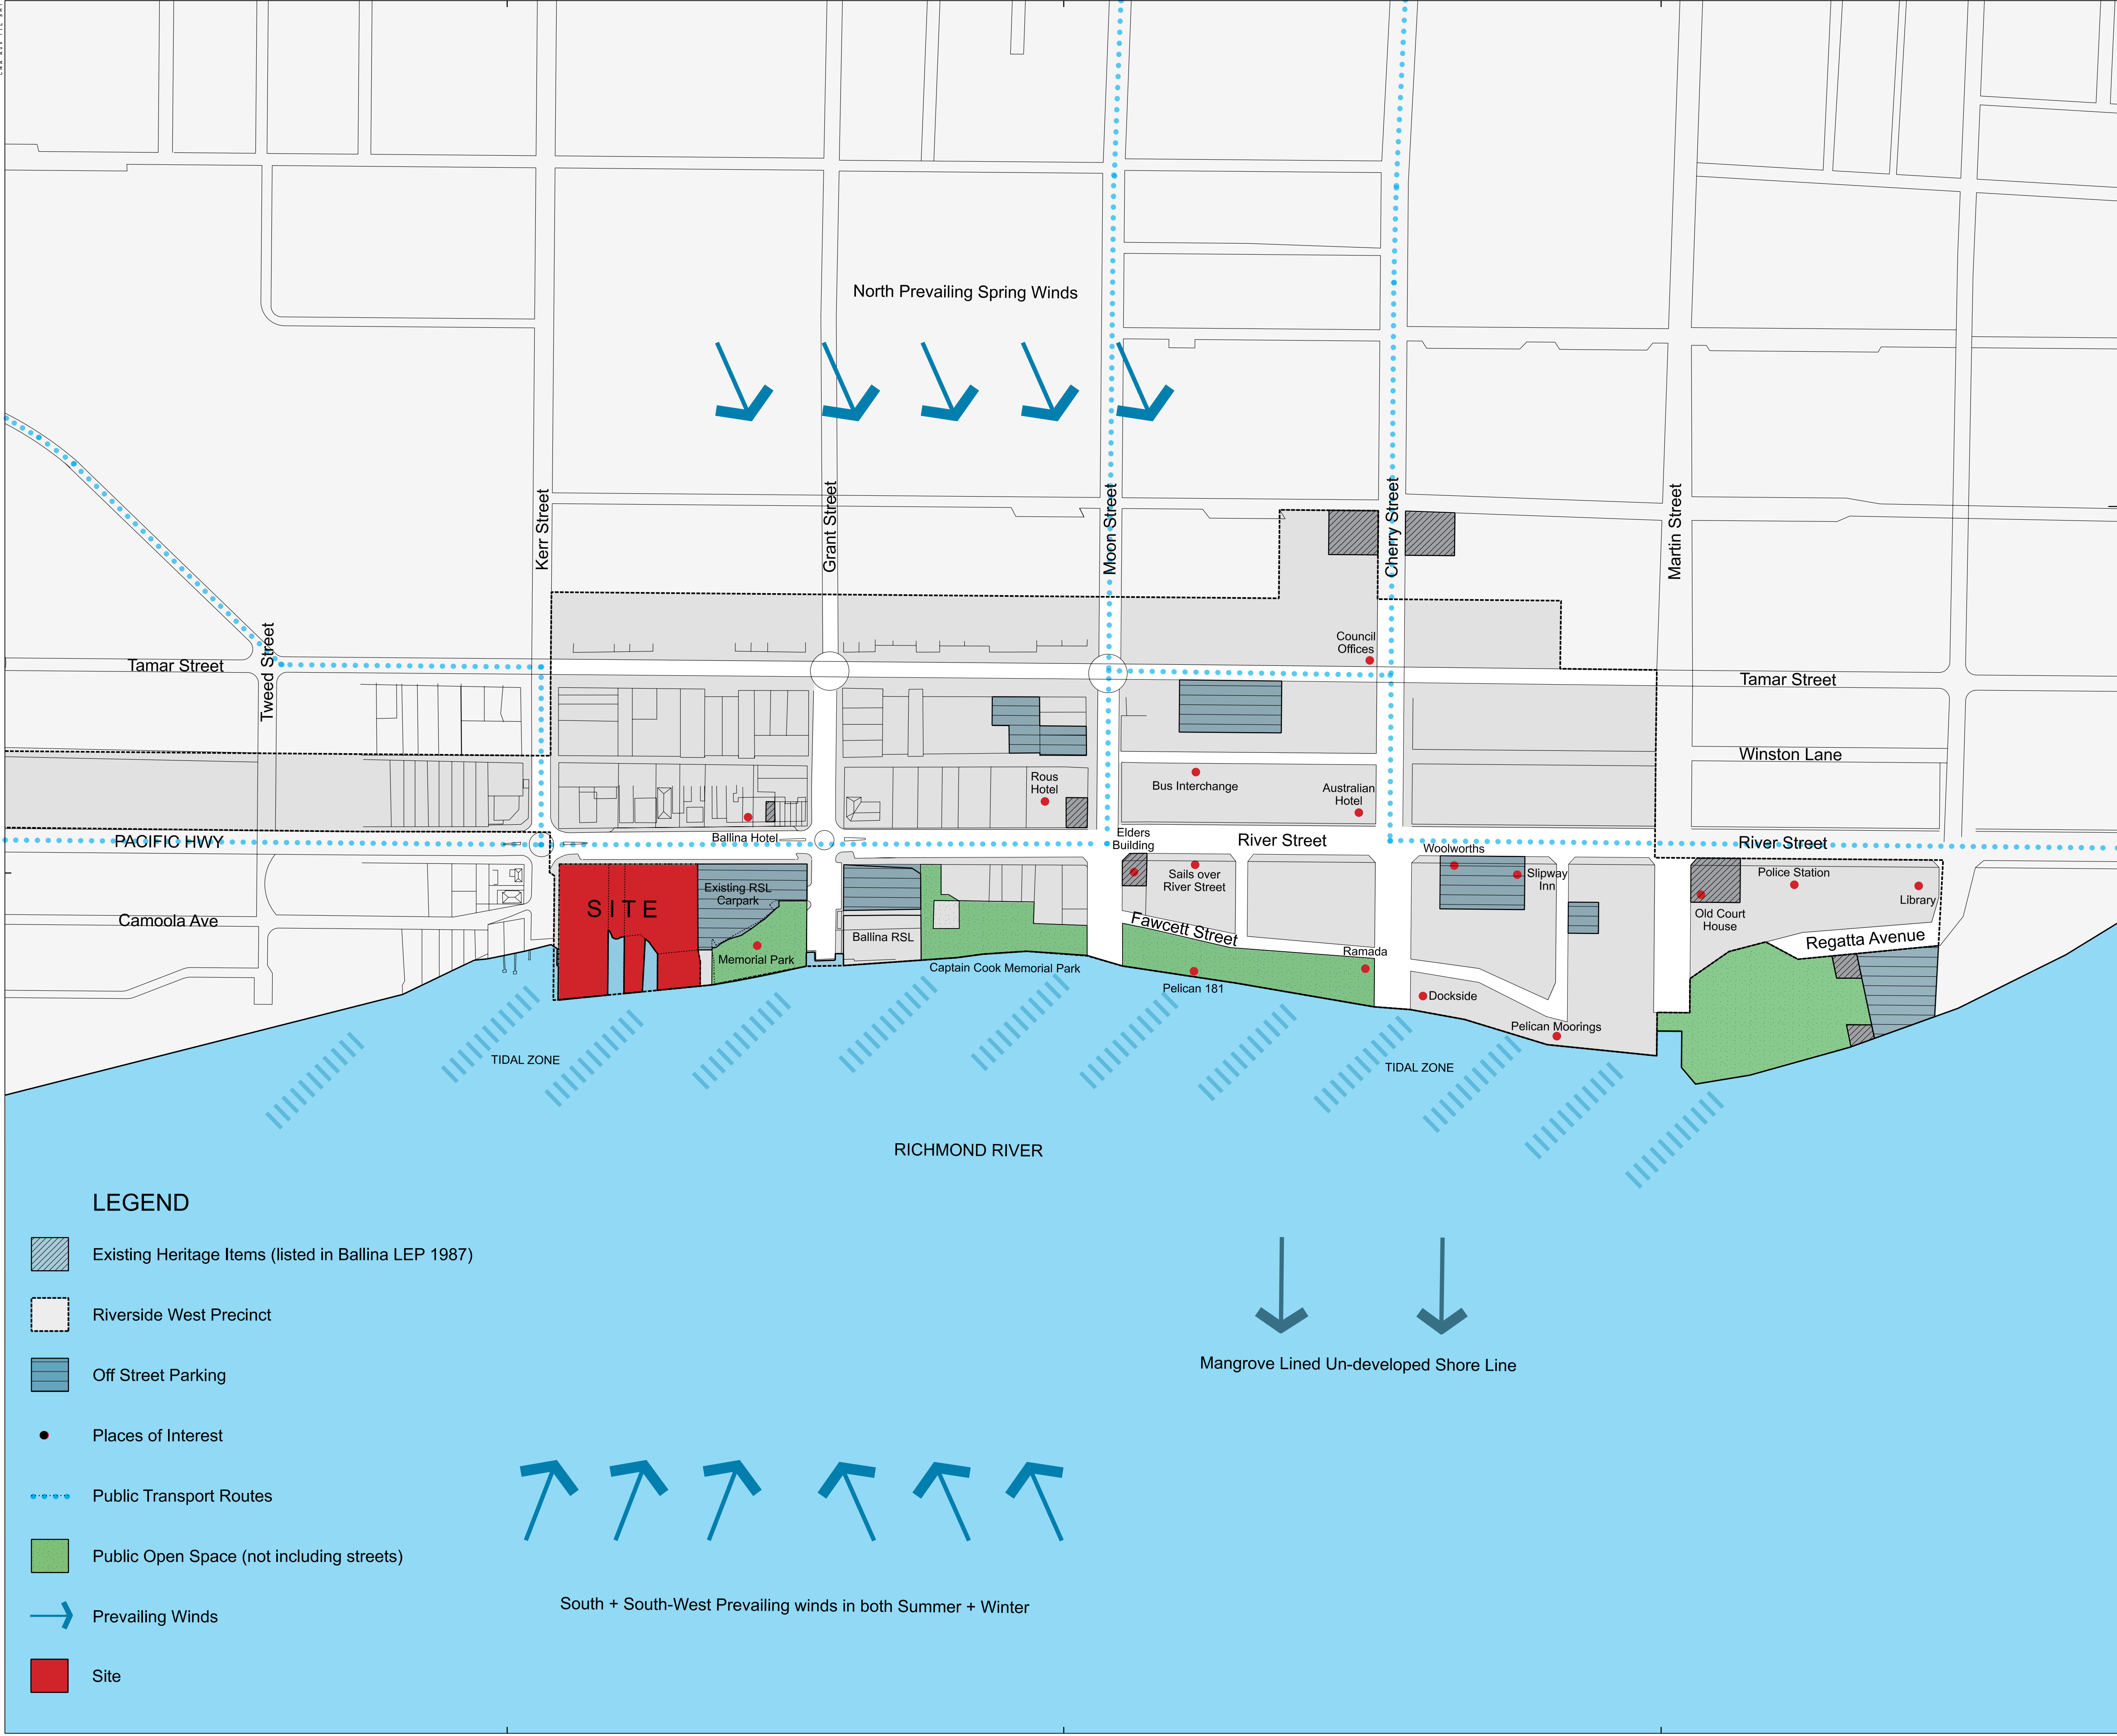 North Prevailing Spring Winds
Kerr Street
Grant Street
Moon Street
Cherry Street
Martin Street
Tweed Street
Council
Offices
Tamar Street
Tamar Street
Winston Lane
Rous
Hotel
Bus Interchange
Australian
Hotel
PACIFIC HWY
Ballina Hotel
Elders
Building
River Street
River Street
Woolworths
Slipway
Inn
Sails over
River Street
Police Station
Library
Old Court
House
Existing RSL
Carpark
SITE
Camoola Ave
Fawcett Street
Ballina RSL
Regatta Avenue
Memorial Park
Captain Cook Memorial Park
Ramada
Pelican 181
Dockside
Pelican Moorings
TIDAL ZONE
TIDAL ZONE
RICHMOND RIVER
LEGEND
Existing Heritage Items (listed in Ballina LEP 1987)
Riverside West Precinct
Off Street Parking
Places of Interest
Public Transport Routes
Public Open Space (not including streets)
Prevailing Winds
Site
Mangrove Lined Un-developed Shore Line
South + South-West Prevailing winds in both Summer + Winter